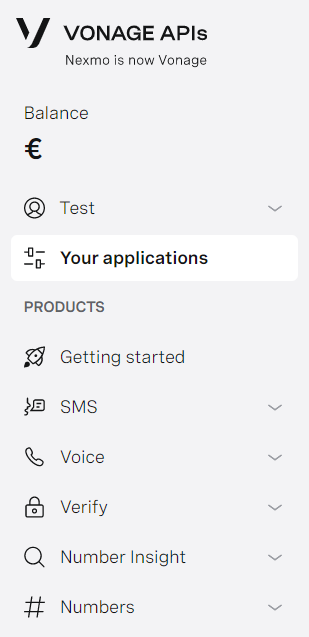 VONAGE APIs
Nexmo is now Vonage
Balance
€
Test
Your applications
PRODUCTS
Getting started
SMS
Voice
Verify
Number Insight
Numbers